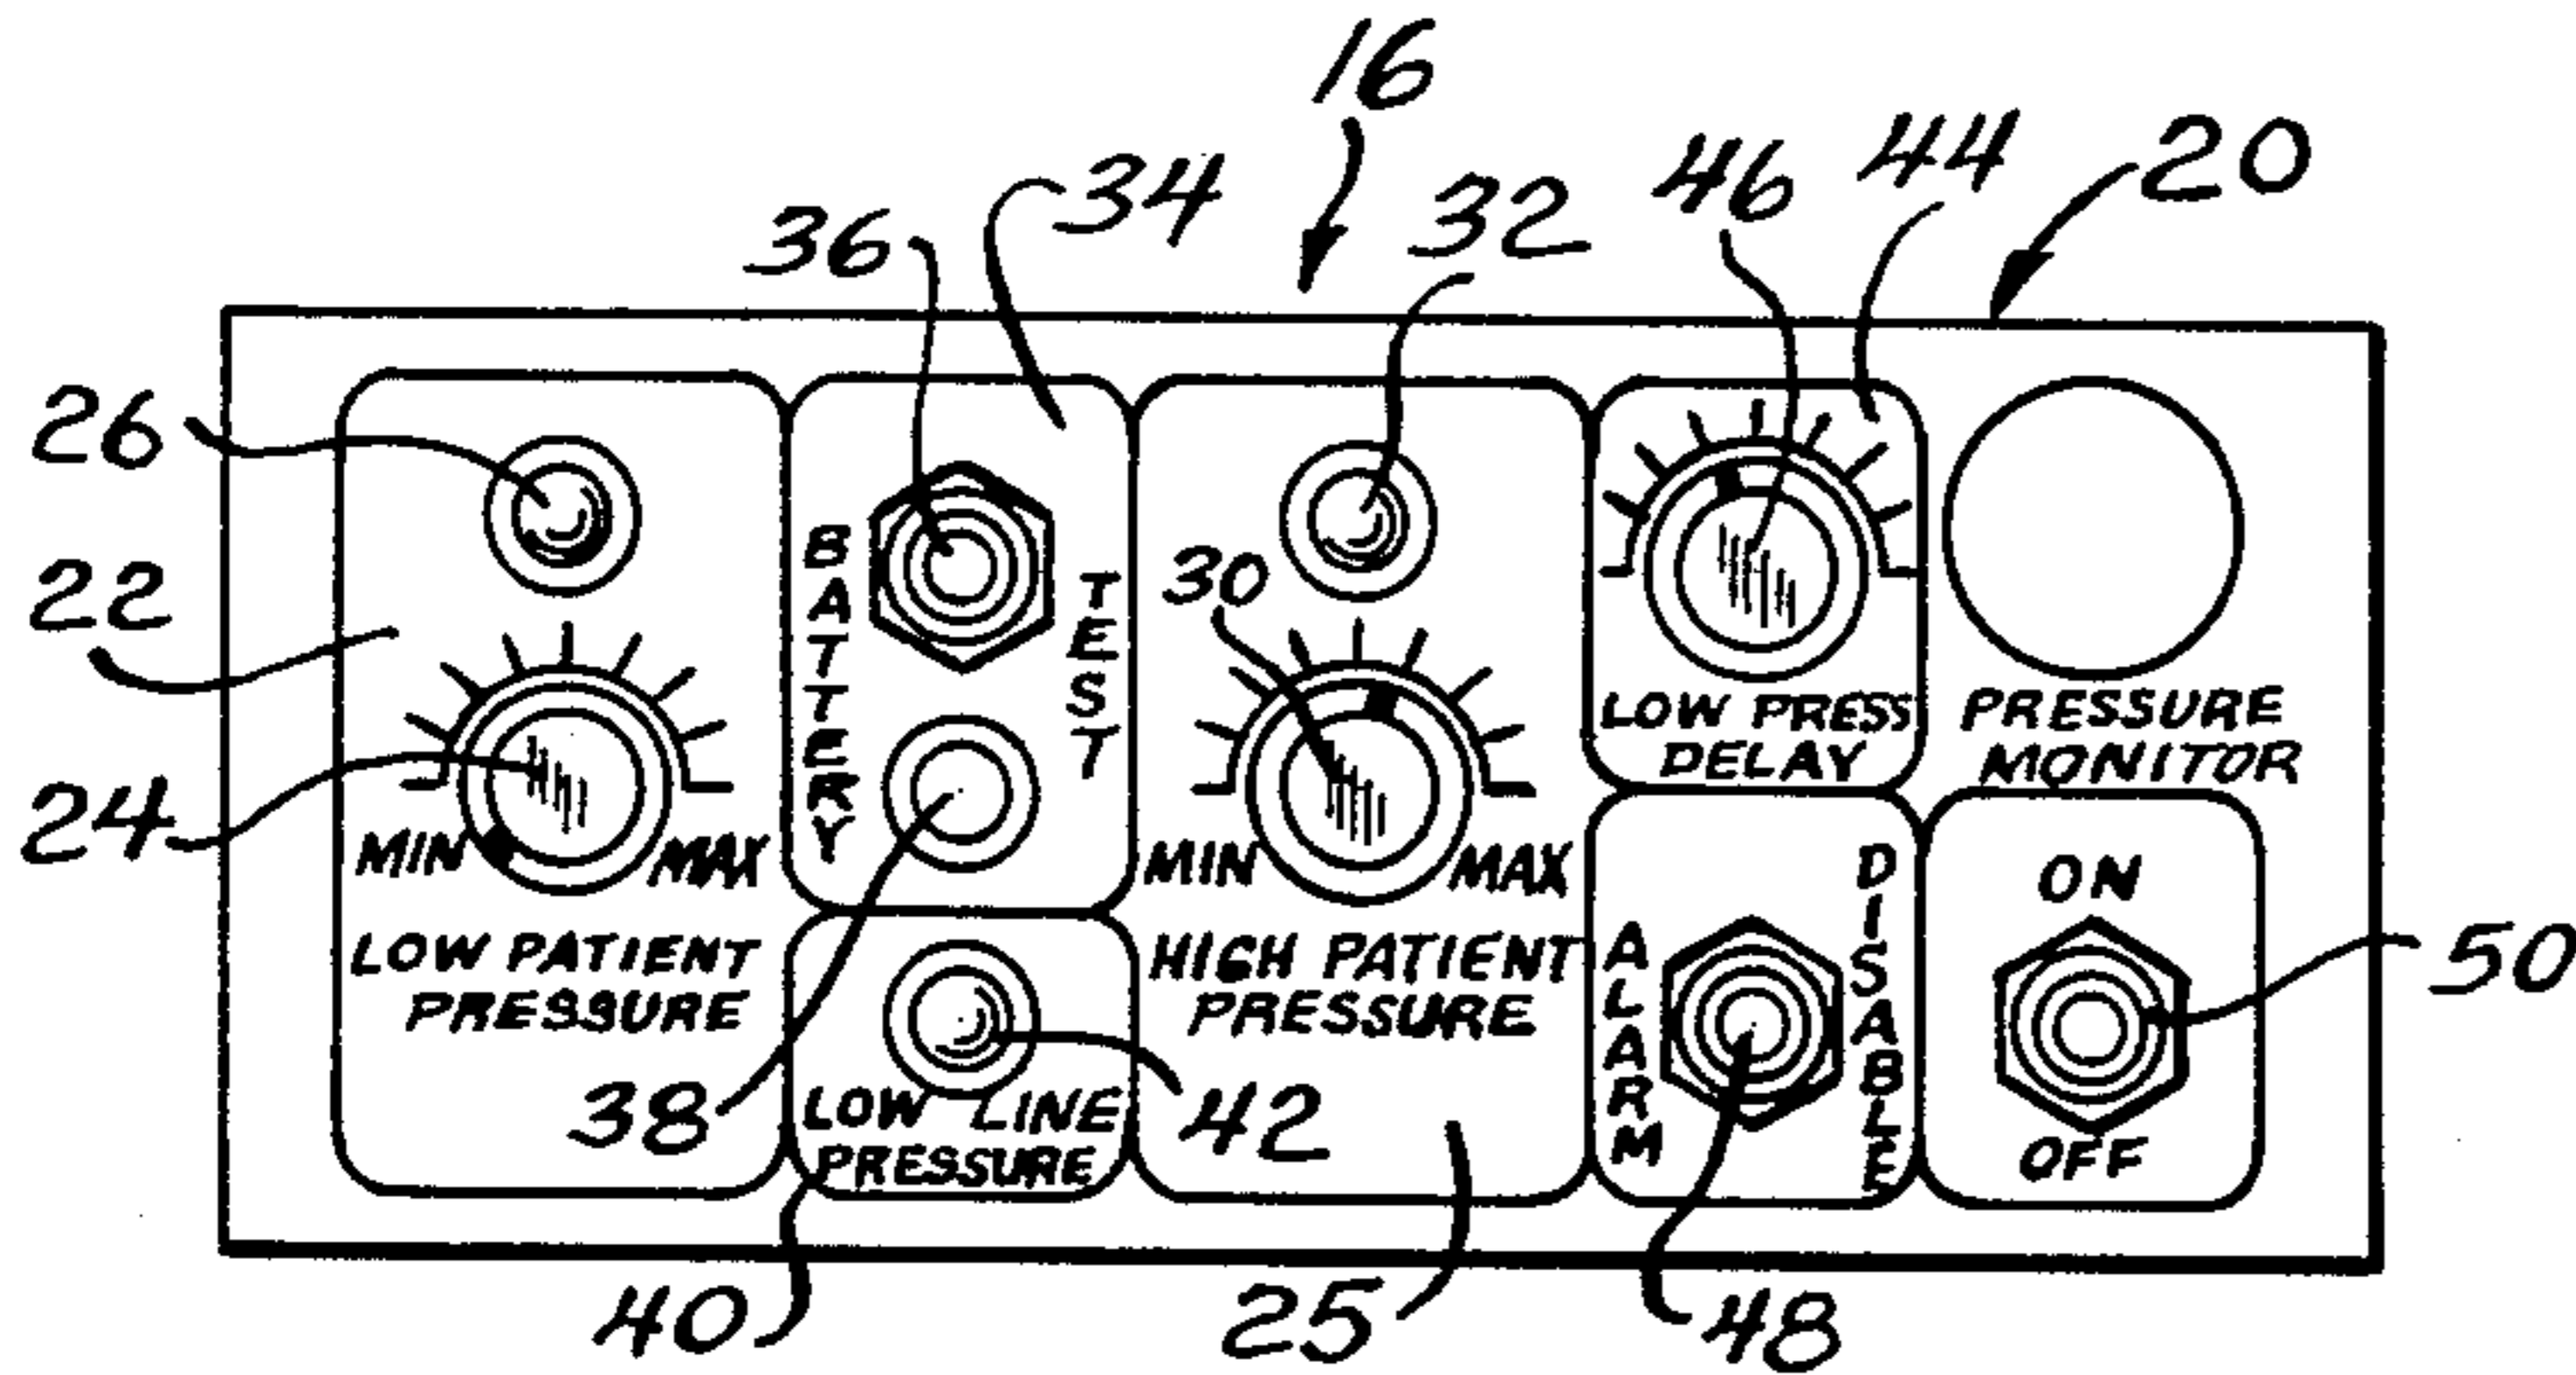 16
34
44
20
36
32
46
26
22
30
24
BATTERY
TEST
LOW PRESS
DELAY
PRESSURE
MONITOR
MIN
MAX
MIN
MAX
LOW PATIENT
PRESSURE
HIGH PATIENT
PRESSURE
ALARM
DISABLE
ON
OFF
50
38
LOW LINE
PRESSURE
42
40
25
48